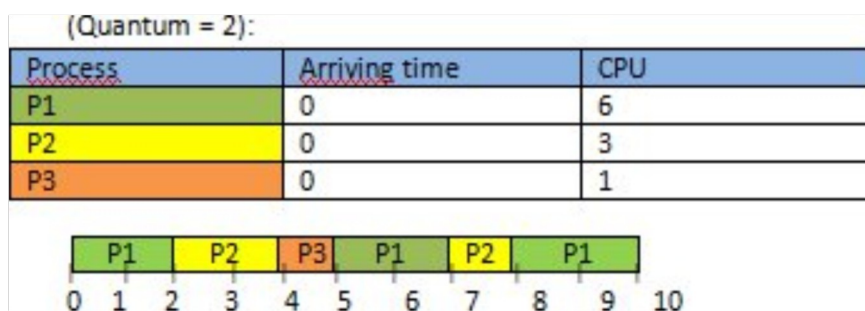 (Quantum = 2):
Process Arriving time CPU
P1 0 6
P2 0 3
P3 0 1
P1 P2 P3 P1 P2 P1
0 1 2 3 4 5 6 7 8 9 10